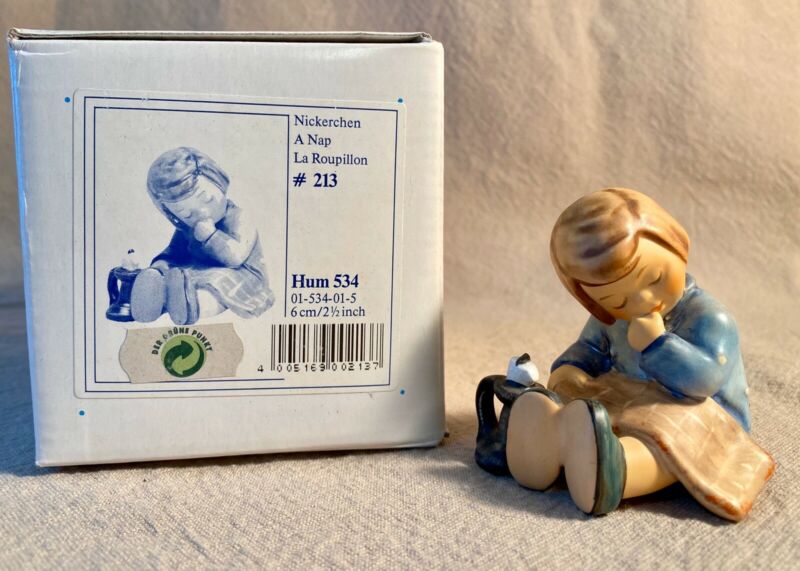 Nickerchen
A Nap
La Roupillon
# 213
Hum 534
01-534-01-5
6 cm/2½ inch
DER GRÜNE PUNKT
4 005169 002137